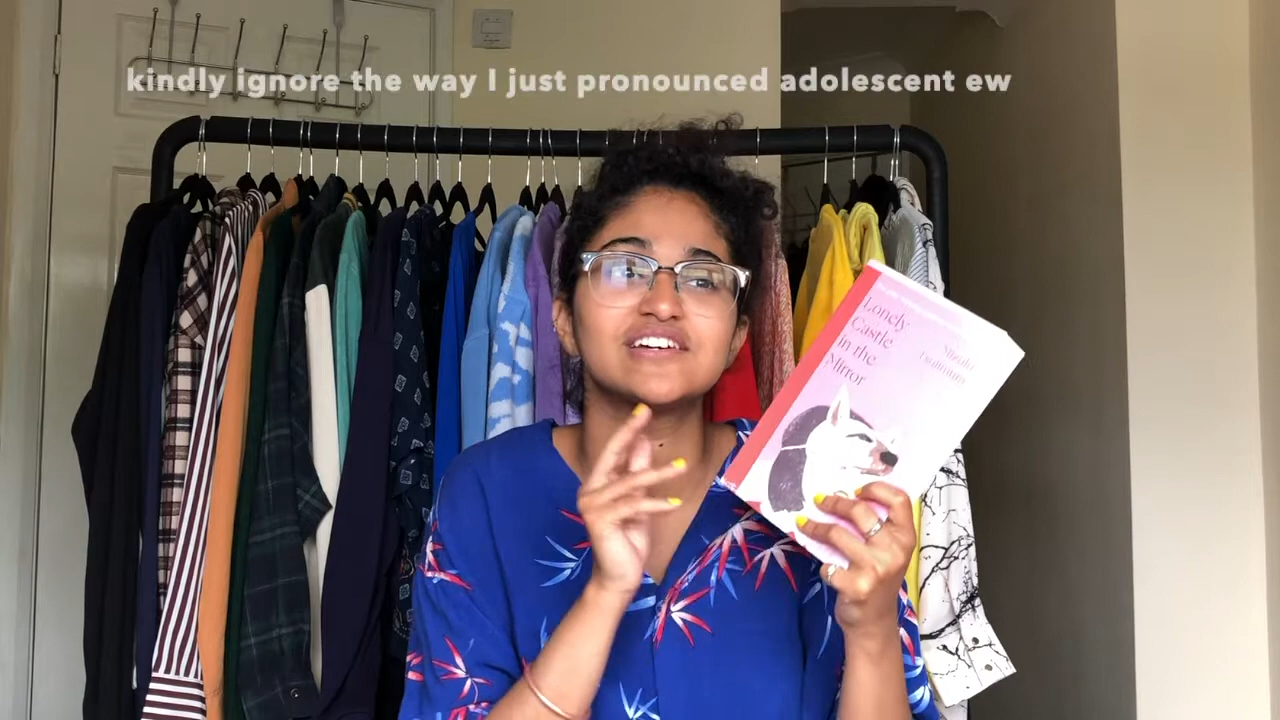 kindly ignore the way I just pronounced adolescent ew
Lonely
Castle
in the
Mirror
Mizuki
Tsujimura